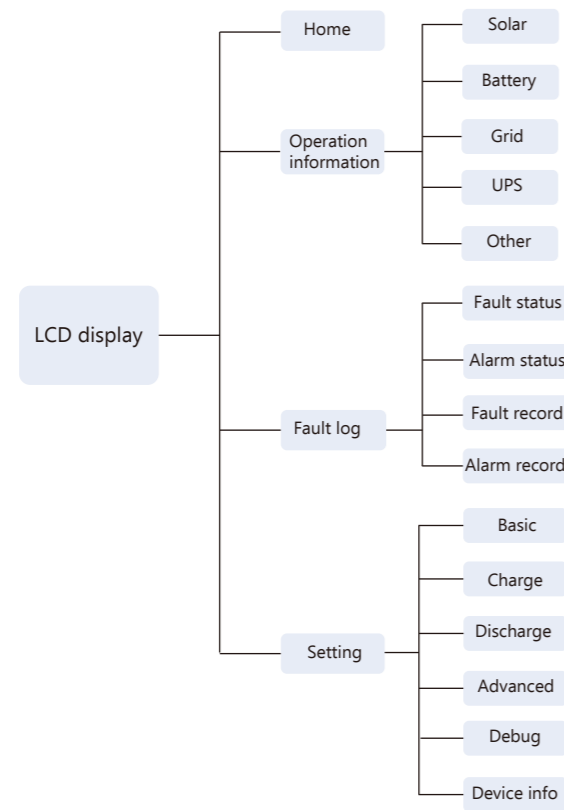 Home
Solar
Battery
Operation
information
Grid
UPS
Other
LCD display
Fault status
Alarm status
Fault log
Fault record
Alarm record
Setting
Basic
Charge
Discharge
Advanced
Debug
Device info